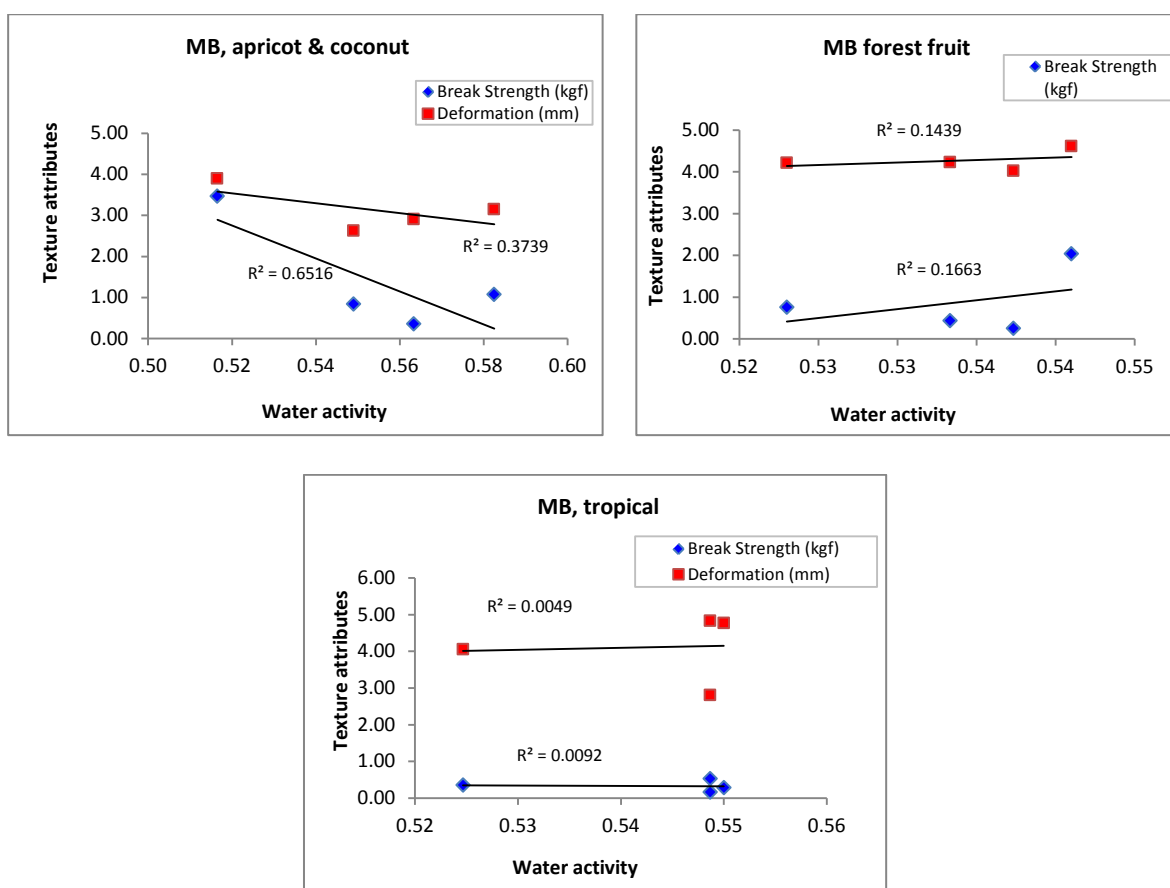 MB, apricot & coconut
Break Strength (kgf)
Deformation (mm)
Texture attributes
5.00
4.00
3.00
2.00
1.00
0.00
R² = 0.3739
R² = 0.6516
0.50 0.52 0.54 0.56 0.58 0.60
Water activity
MB forest fruit
Break Strength
(kgf)
Texture attributes
5.00
4.00
3.00
2.00
1.00
0.00
R² = 0.1439
R² = 0.1663
0.52 0.53 0.53 0.54 0.54 0.55
Water activity
MB, tropical
Break Strength (kgf)
Deformation (mm)
Texture attributes
6.00
5.00
4.00
3.00
2.00
1.00
0.00
R² = 0.0049
R² = 0.0092
0.52 0.53 0.54 0.55 0.56
Water activity